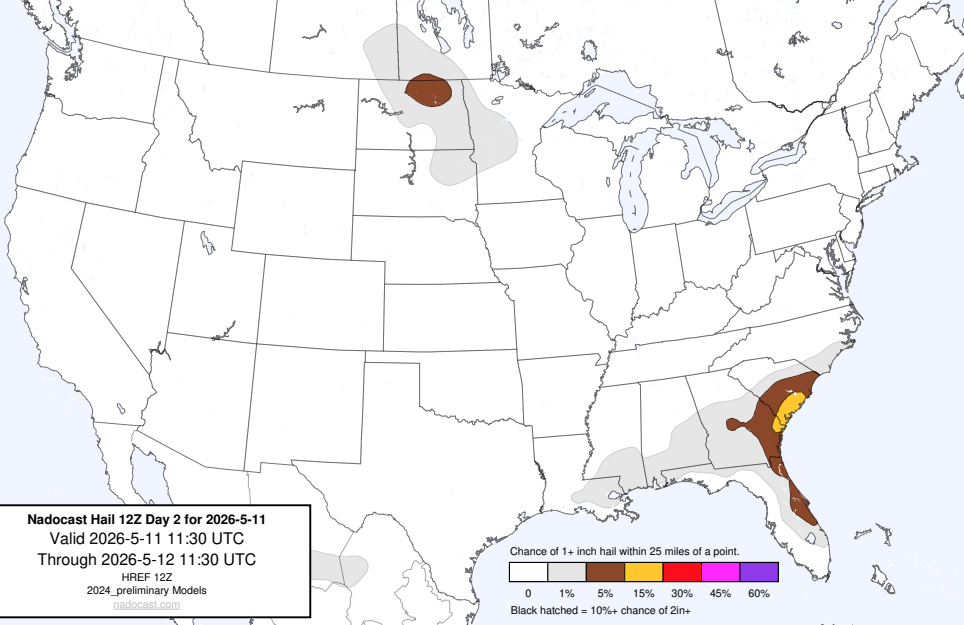 Nadocast Hail 12Z Day 2 for 2026-5-11
Valid 2026-5-11 11:30 UTC
Through 2026-5-12 11:30 UTC
HREF 12Z
2024_preliminary Models
nadocast.com
Chance of 1+ inch hail within 25 miles of a point.
0 1% 5% 15% 30% 45% 60%
Black hatched = 10%+ chance of 2in+